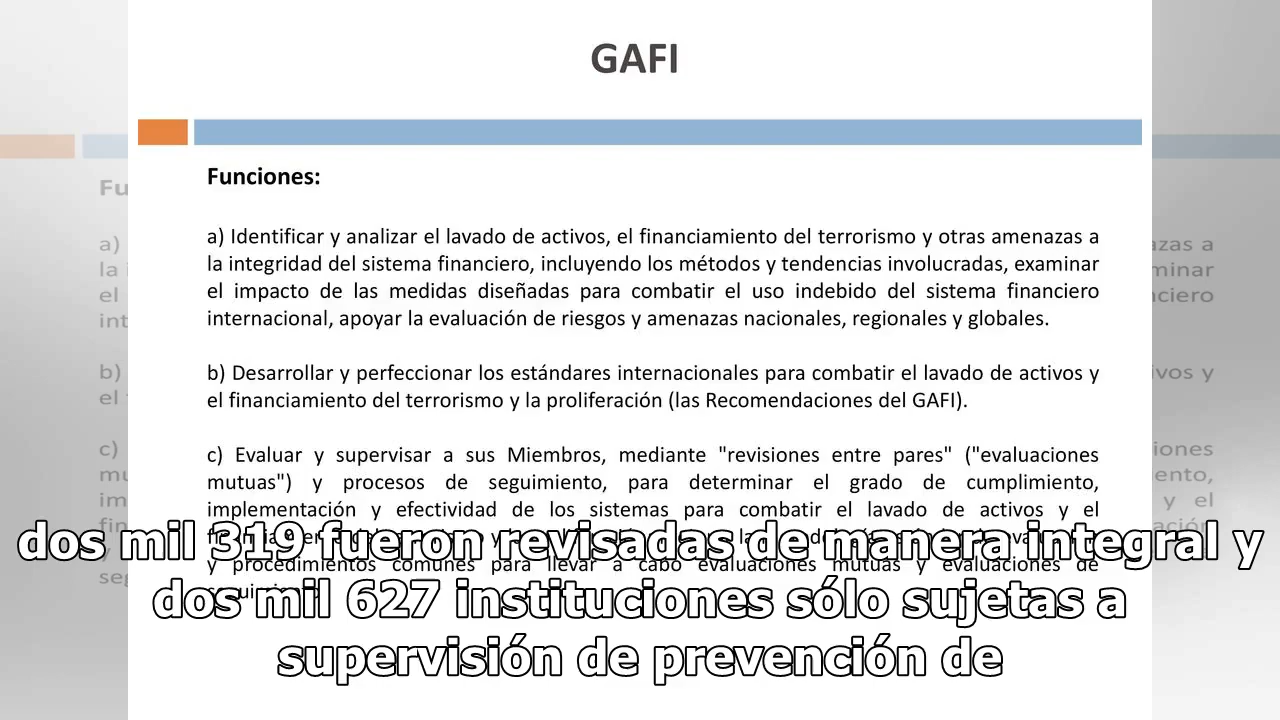 GAFI
Funciones:
a) Identificar y analizar el lavado de activos, el financiamiento del terrorismo y otras amenazas a
la integridad del sistema financiero, incluyendo los métodos y tendencias involucradas, examinar
el impacto de las medidas diseñadas para combatir el uso indebido del sistema financiero
internacional, apoyar la evaluación de riesgos y amenazas nacionales, regionales y globales.
b) Desarrollar y perfeccionar los estándares internacionales para combatir el lavado de activos y
el financiamiento del terrorismo y la proliferación (las Recomendaciones del GAFI).
c) Evaluar y supervisar a sus Miembros, mediante "revisiones entre pares" ("evaluaciones
mutuas") y procesos de seguimiento, para determinar el grado de cumplimiento,
implementación y efectividad de los sistemas para combatir el lavado de activos y el
y procedimientos comunes para llevar a cabo evaluaciones mutuas y evaluaciones de
dos mil 319 fueron revisadas de manera integral y
dos mil 627 instituciones sólo sujetas a
supervisión de prevención de